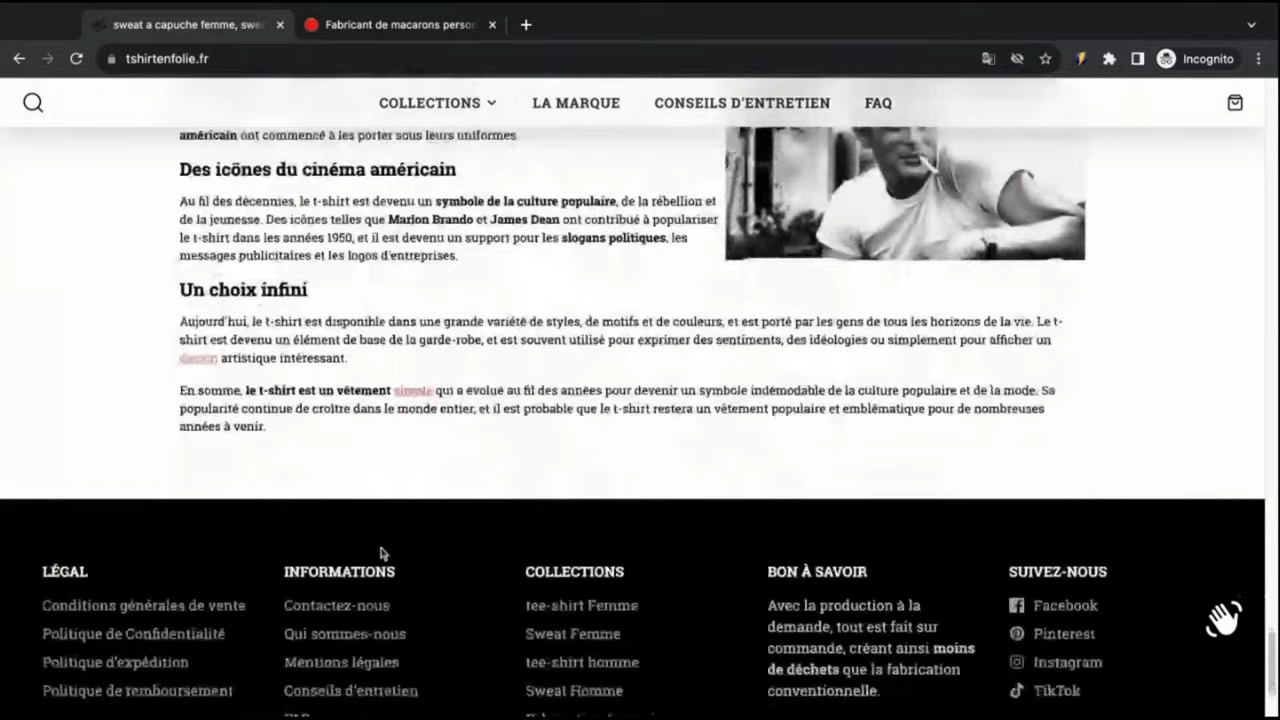 sweat a capuche femme, swe
Fabricant de macarons perso
tshirtenfolie.fr
Incognito
COLLECTIONS
LA MARQUE
CONSEILS D'ENTRETIEN
FAQ
américain ont commencé à les porter sous leurs uniformes.
Des icônes du cinéma américain
Au fil des décennies, le t-shirt est devenu un symbole de la culture populaire, de la rébellion et
de la jeunesse. Des icônes telles que Marlon Brando et James Dean ont contribué à populariser
le t-shirt dans les années 1950, et il est devenu un support pour les slogans politiques, les
messages publicitaires et les logos d'entreprises.
Un choix infini
Aujourd'hui, le t-shirt est disponible dans une grande variété de styles, de motifs et de couleurs, et est porté par les gens de tous les horizons de la vie. Le t-
shirt est devenu un élément de base de la garde-robe, et est souvent utilisé pour exprimer des sentiments, des idéologies ou simplement pour afficher un
dessin artistique intéressant.
En somme, le t-shirt est un vêtement simple qui a évolué au fil des années pour devenir un symbole indémodable de la culture populaire et de la mode. Sa
popularité continue de croître dans le monde entier, et il est probable que le t-shirt restera un vêtement populaire et emblématique pour de nombreuses
années à venir.
LÉGAL
Conditions générales de vente
Politique de Confidentialité
Politique d'expédition
Politique de remboursement
INFORMATIONS
Contactez-nous
Qui sommes-nous
Mentions légales
Conseils d'entretien
FAQ
COLLECTIONS
tee-shirt Femme
Sweat Femme
tee-shirt homme
Sweat Homme
BON À SAVOIR
Avec la production à la
demande, tout est fait sur
commande, créant ainsi moins
de déchets que la fabrication
conventionnelle.
SUIVEZ-NOUS
Facebook
Pinterest
Instagram
TikTok